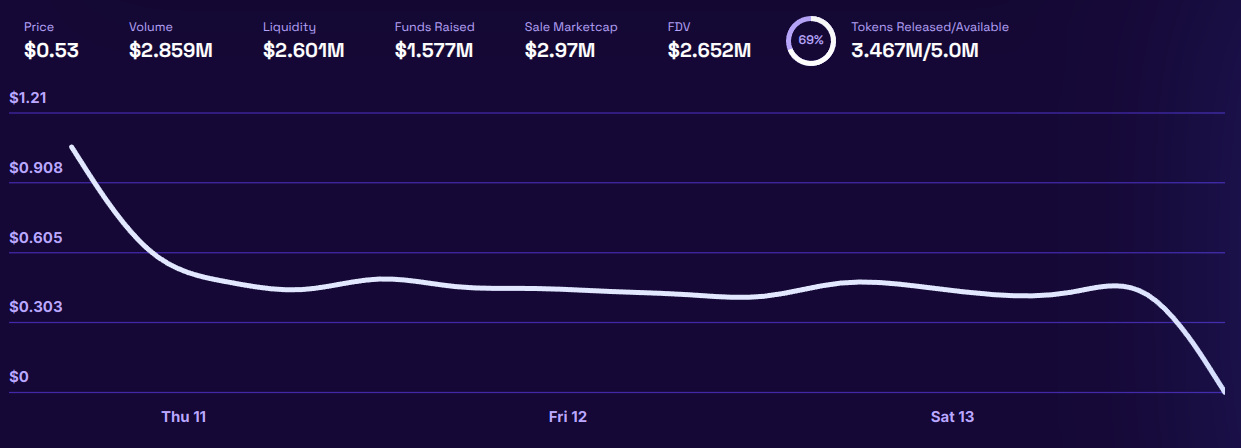 Price Volume Liquidity Funds Raised Sale Marketcap FDV Tokens Released/Available
$0.53 $2.859M $2.601M $1.577M $2.97M $2.652M 69% 3.467M/5.0M
$1.21
$0.908
$0.605
$0.303
$0
Thu 11 Fri 12 Sat 13